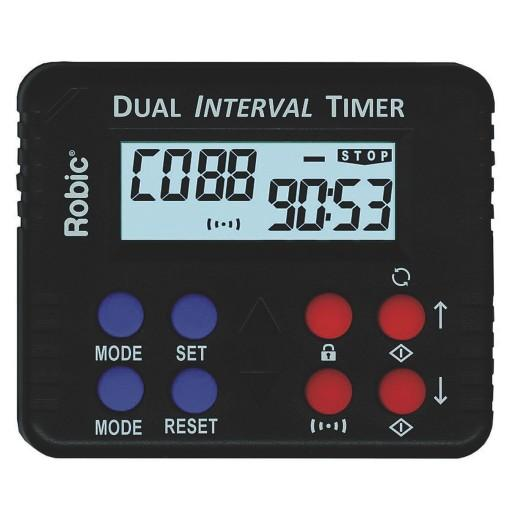 DUAL INTERVAL TIMER
Robic®
STOP
C088
90:53
MODE SET
MODE RESET